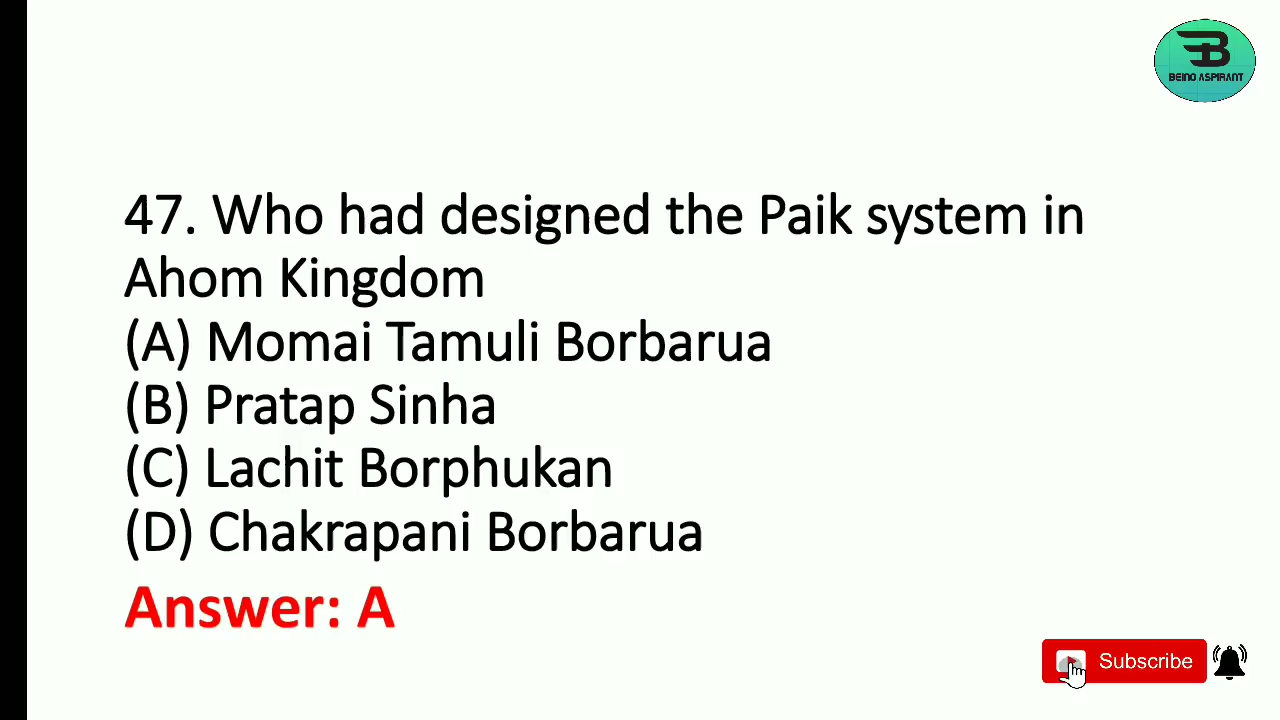 BEING ASPIRANT
47. Who had designed the Paik system in
Ahom Kingdom
(A) Momai Tamuli Borbarua
(B) Pratap Sinha
(C) Lachit Borphukan
(D) Chakrapani Borbarua
Answer: A
Subscribe